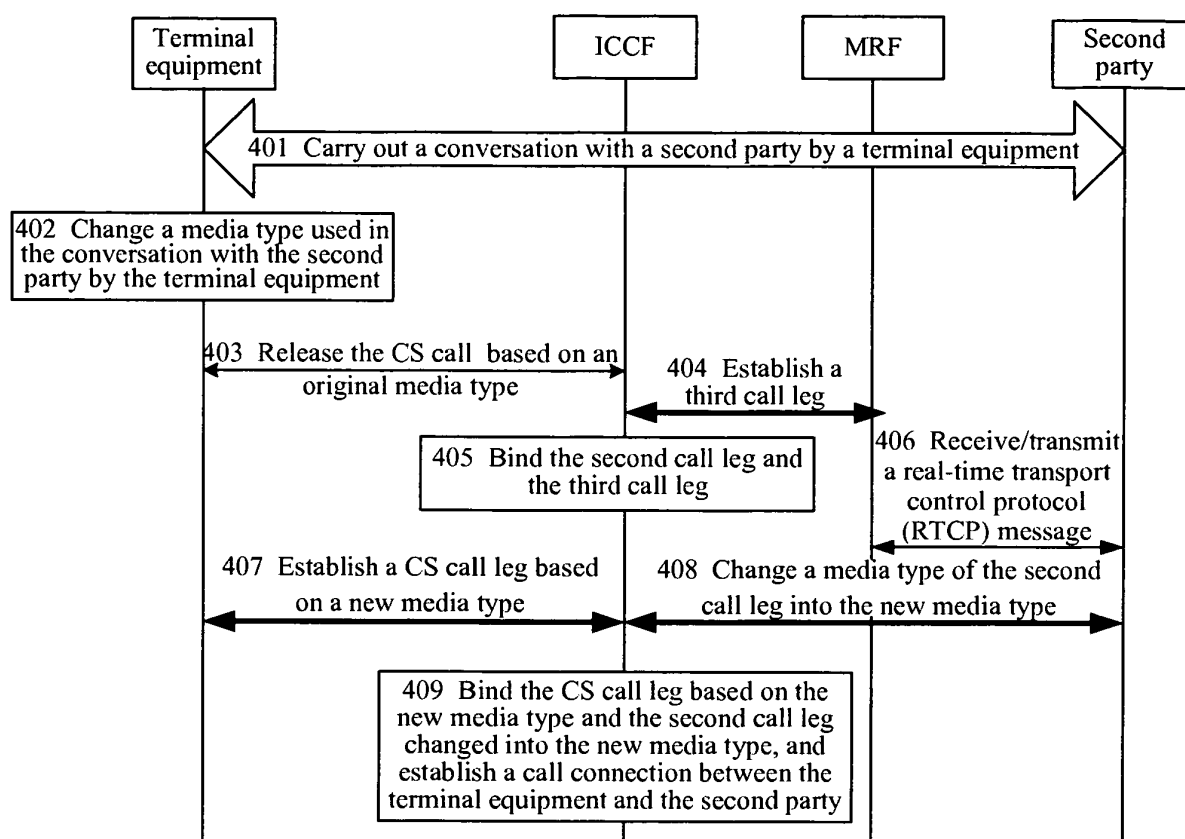 Terminal
equipment
ICCF
MRF
Second
party
401 Carry out a conversation with a second party by a terminal equipment
402 Change a media type used in
the conversation with the second
party by the terminal equipment
403 Release the CS call based on an
original media type
404 Establish a
third call leg
405 Bind the second call leg and
the third call leg
406 Receive/transmit
a real-time transport
control protocol
(RTCP) message
407 Establish a CS call leg based
on a new media type
408 Change a media type of the second
call leg into the new media type
409 Bind the CS call leg based on the
new media type and the second call leg
changed into the new media type, and
establish a call connection between the
terminal equipment and the second party